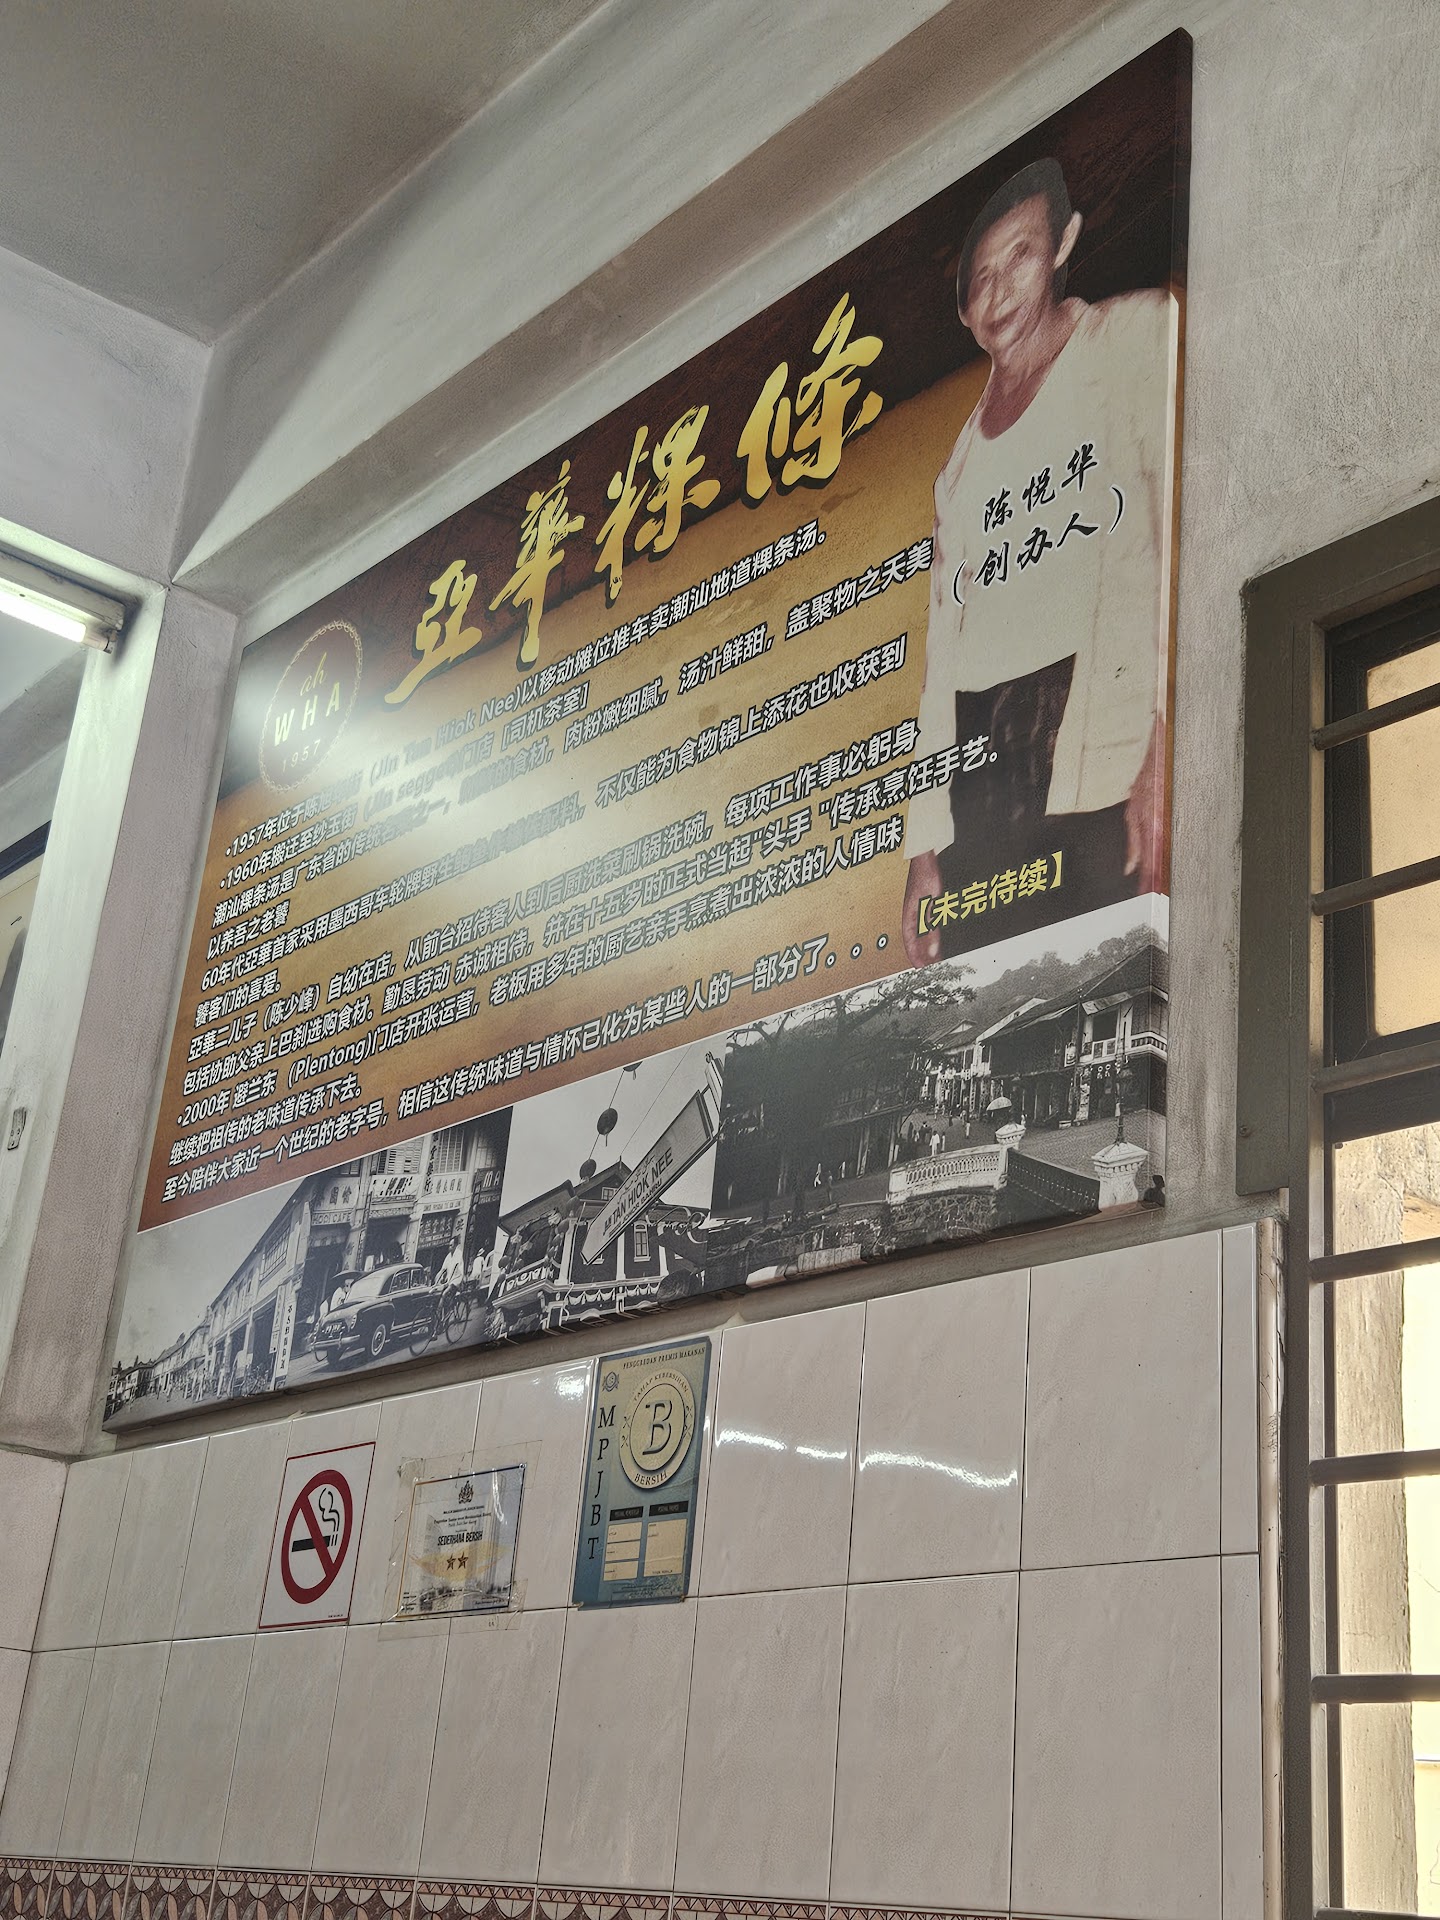 亞華粿條
ah
WHA
1957
陈悦华
（创办人）
•1957年位于陈旭 (Jln Tan Hiok Nee)以移动摊位推车卖潮汕地道粿条汤。
•1960年搬迁至纱玉街 (Jln segget)门店［司机茶室］
潮汕粿条汤是广东省的传统 之一， 的食材，肉粉嫩细腻，汤汁鲜甜，盖聚物之天美
以养吾之老饕
60年代亞華首家采用墨西哥车轮牌野生鲍鱼作 配料，不仅能为食物锦上添花也收获到
饕客们的喜爱。
亞華二儿子（陈少峰）自幼在店，从前台招待客人到后厨洗菜刷锅洗碗，每项工作事必躬身
包括协助父亲上巴刹选购食材。勤恳劳动 赤诚相待，并在十五岁时正式当起"头手 "传承烹饪手艺。
•2000年 避兰东 （Plentong)门店开张运营，老板用多年的厨艺亲手烹煮出浓浓的人情味
继续把祖传的老味道传承下去。
至今陪伴大家近一个世纪的老字号，相信这传统味道与情怀已化为某些人的一部分了。。。
【未完待续】
TAN HIOK NEE
PENGGREDAN PREMIS MAKANAN
TAHAP KEBERSIHAN
B
BERSIH
MPJBT
SEDERHANA BERSIH